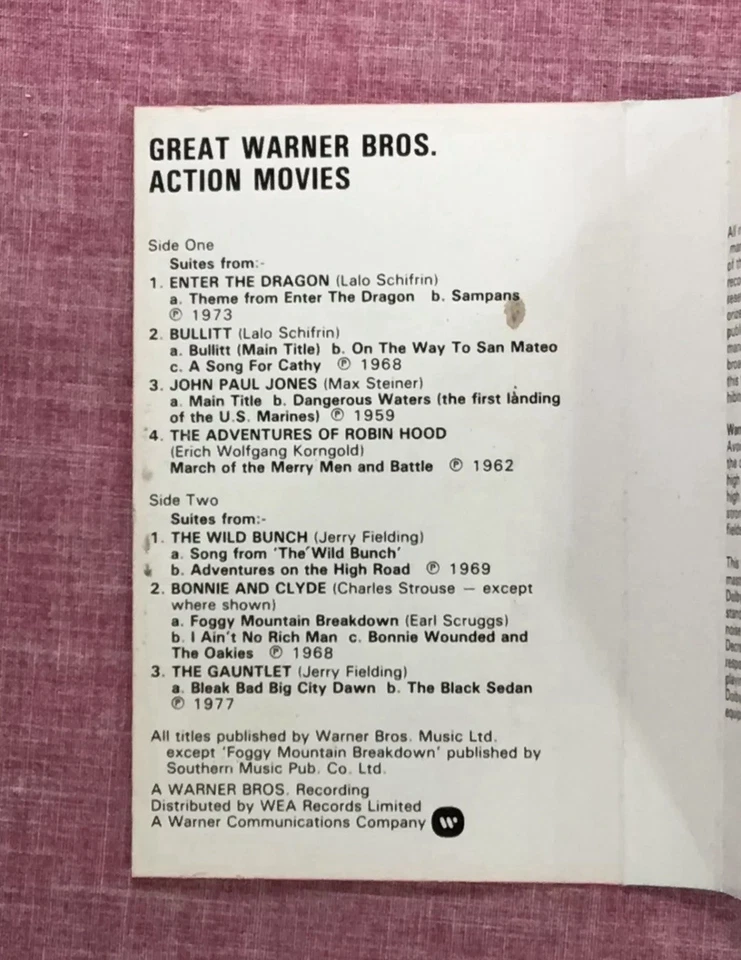 GREAT WARNER BROS.
ACTION MOVIES
Side One
Suites from:-
1. ENTER THE DRAGON (Lalo Schifrin)
a. Theme from Enter The Dragon b. Sampans
℗ 1973
2. BULLITT (Lalo Schifrin)
a. Bullitt (Main Title) b. On The Way To San Mateo
c. A Song For Cathy ℗ 1968
3. JOHN PAUL JONES (Max Steiner)
a. Main Title b. Dangerous Waters (the first landing
of the U.S. Marines) ℗ 1959
4. THE ADVENTURES OF ROBIN HOOD
(Erich Wolfgang Korngold)
March of the Merry Men and Battle ℗ 1962
Side Two
Suites from:-
1. THE WILD BUNCH (Jerry Fielding)
a. Song from 'The Wild Bunch'
b. Adventures on the High Road ℗ 1969
2. BONNIE AND CLYDE (Charles Strouse — except
where shown)
a. Foggy Mountain Breakdown (Earl Scruggs)
b. I Ain't No Rich Man c. Bonnie Wounded and
The Oakies ℗ 1968
3. THE GAUNTLET (Jerry Fielding)
a. Bleak Bad Big City Dawn b. The Black Sedan
℗ 1977
All titles published by Warner Bros. Music Ltd.
except 'Foggy Mountain Breakdown' published by
Southern Music Pub. Co. Ltd.
A WARNER BROS. Recording
Distributed by WEA Records Limited
A Warner Communications Company